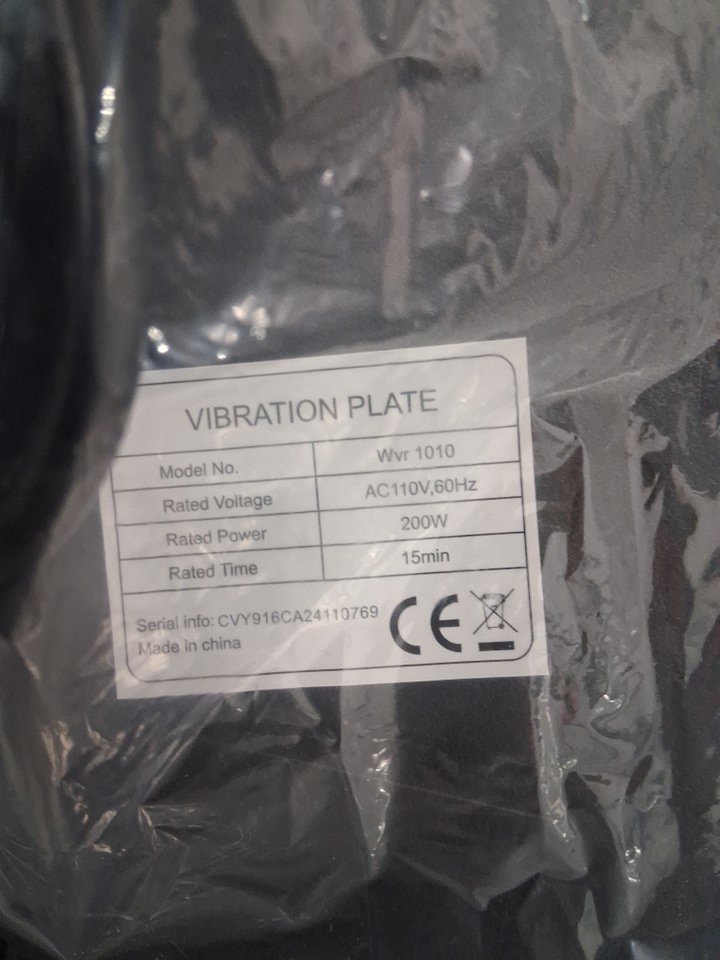 VIBRATION PLATE
Model No. Wvr 1010
Rated Voltage AC110V,60Hz
Rated Power 200W
Rated Time 15min
Serial info: CVY916CA24110769
Made in china
CE